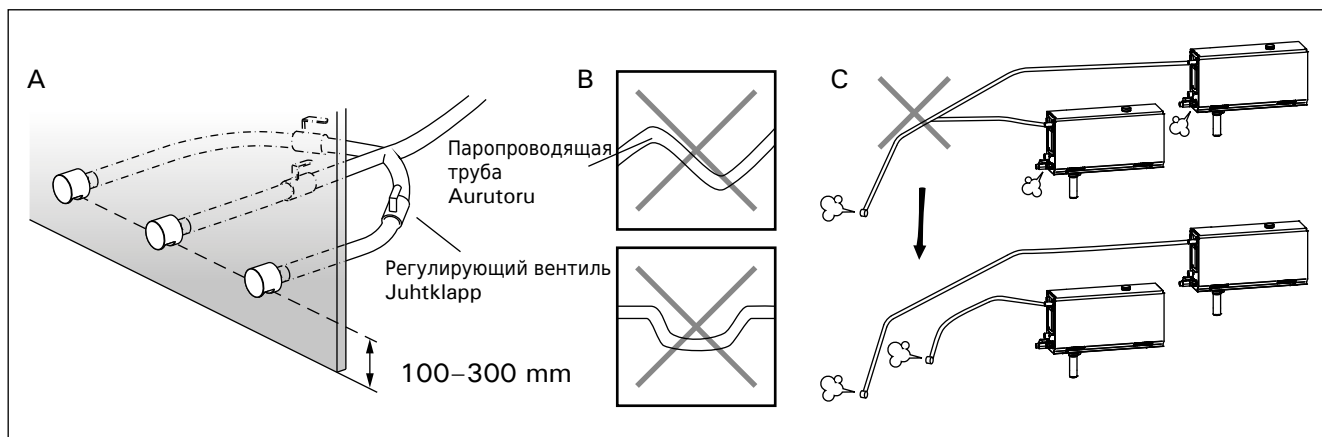 A
B
C
Паропроводящая
труба
Aurutoru
Регулирующий вентиль
Juhtklapp
100–300 mm